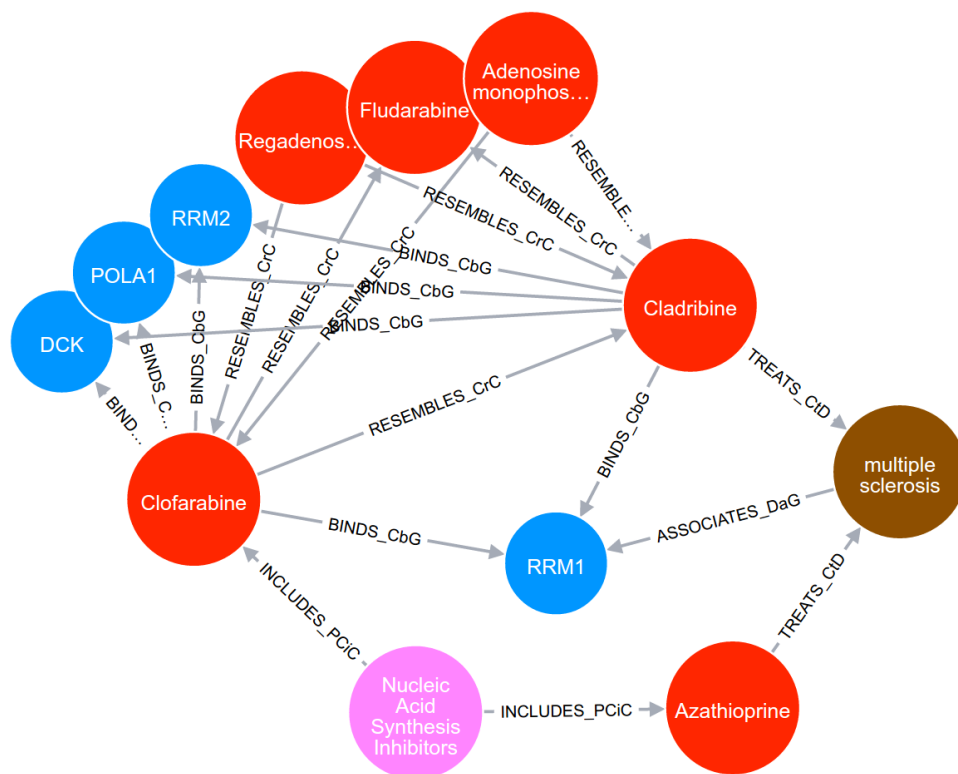 Adenosine
monophos…
Fludarabine
Regadenos…
RESEMBLE…
RESEMBLES_CrC
RESEMBLES_CrC
RRM2
RESEMBLES_CrC
BINDS_CbG
POLA1
BINDS_CbG
Cladribine
RESEMBLES_CrC
RESEMBLES_CrC
BINDS_CbG
DCK
BINDS_CbG
BINDS_C…
BIND…
RESEMBLES_CrC
TREATS_CtD
BINDS_CbG
multiple
sclerosis
Clofarabine
BINDS_CbG
ASSOCIATES_DaG
RRM1
INCLUDES_PCiC
TREATS_CtD
Nucleic
Acid
Synthesis
Inhibitors
INCLUDES_PCiC
Azathioprine